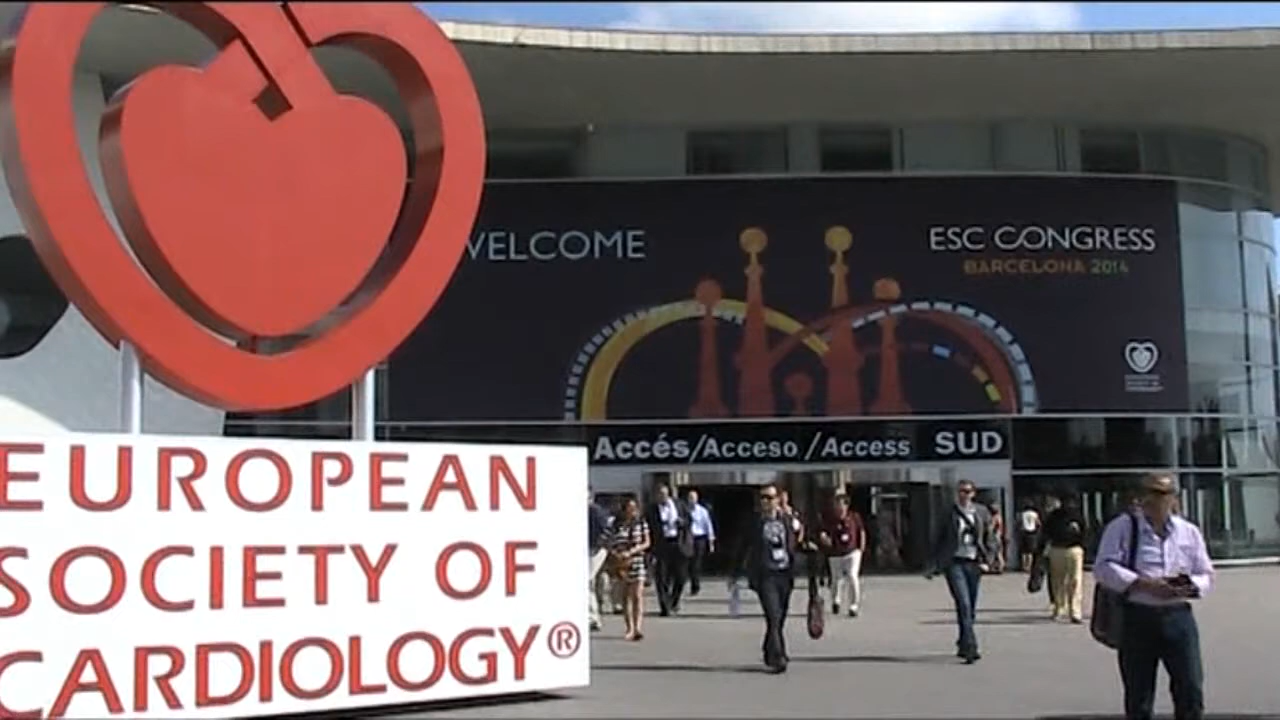 WELCOME
ESC CONGRESS
BARCELONA 2014
Accés/Acceso/Access SUD
EUROPEAN
SOCIETY OF
CARDIOLOGY®